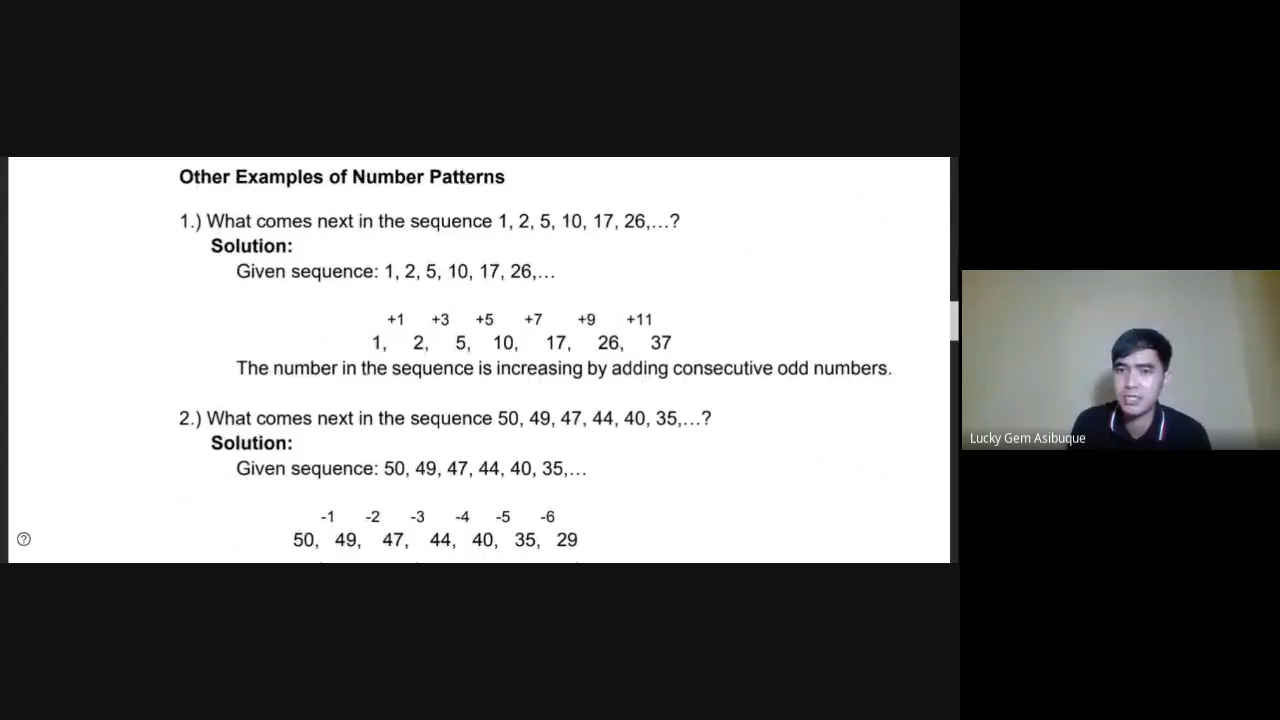 Other Examples of Number Patterns
1.) What comes next in the sequence 1, 2, 5, 10, 17, 26,…?
Solution:
Given sequence: 1, 2, 5, 10, 17, 26,…
+1 +3 +5 +7 +9 +11
1, 2, 5, 10, 17, 26, 37
The number in the sequence is increasing by adding consecutive odd numbers.
2.) What comes next in the sequence 50, 49, 47, 44, 40, 35,…?
Solution:
Given sequence: 50, 49, 47, 44, 40, 35,…
-1 -2 -3 -4 -5 -6
50, 49, 47, 44, 40, 35, 29
Lucky Gem Asibuque